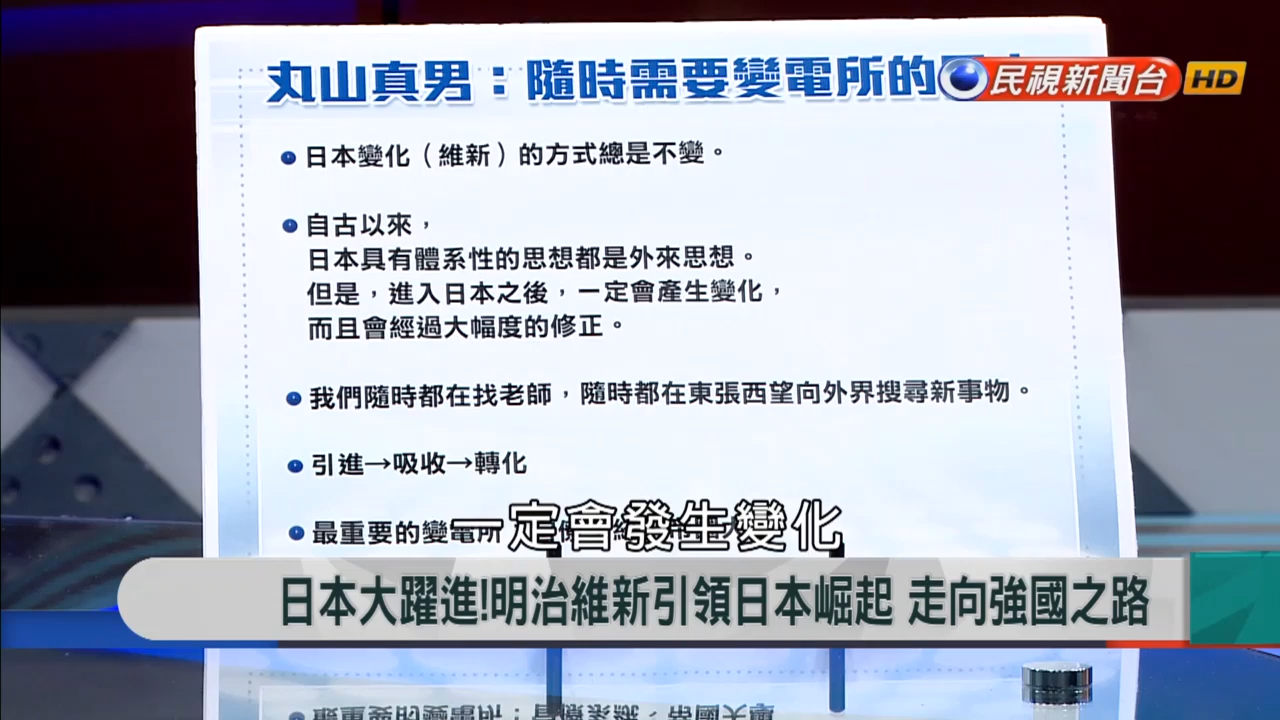 丸山真男：隨時需要變電所的
民視新聞台 HD
日本變化（維新）的方式總是不變。
自古以來，
日本具有體系性的思想都是外來思想。
但是，進入日本之後，一定會產生變化，
而且會經過大幅度的修正。
我們隨時都在找老師，隨時都在東張西望向外界搜尋新事物。
引進→吸收→轉化
最重要的變電所
一定會發生變化
日本大躍進!明治維新引領日本崛起 走向強國之路